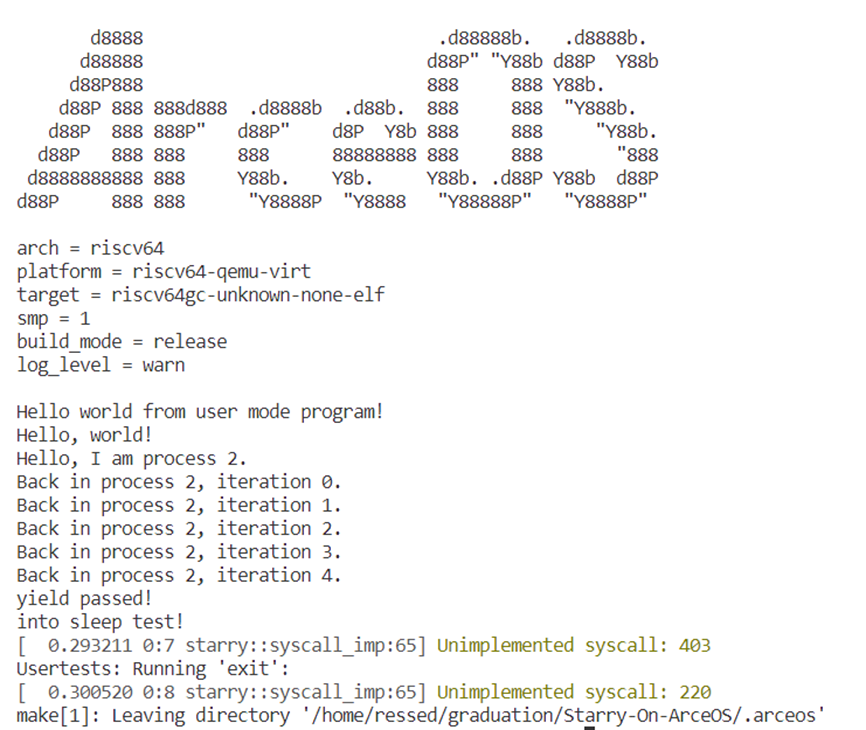 d8888                            .d88888b.   .d8888b.
      d88888                           d88P" "Y88b d88P  Y88b
     d88P888                           888     888 Y88b.
    d88P 888 888d888  .d8888b  .d88b.  888     888  "Y888b.
   d88P  888 888P"   d88P"    d8P  Y8b 888     888     "Y88b.
  d88P   888 888     888      88888888 888     888       "888
 d8888888888 888     Y88b.    Y8b.     Y88b. .d88P Y88b  d88P
d88P     888 888      "Y8888P  "Y8888   "Y88888P"   "Y8888P"

arch = riscv64
platform = riscv64-qemu-virt
target = riscv64gc-unknown-none-elf
smp = 1
build_mode = release
log_level = warn

Hello world from user mode program!
Hello, world!
Hello, I am process 2.
Back in process 2, iteration 0.
Back in process 2, iteration 1.
Back in process 2, iteration 2.
Back in process 2, iteration 3.
Back in process 2, iteration 4.
yield passed!
into sleep test!
[  0.293211 0:7 starry::syscall_imp:65] Unimplemented syscall: 403
Usertests: Running 'exit':
[  0.300520 0:8 starry::syscall_imp:65] Unimplemented syscall: 220
make[1]: Leaving directory '/home/ressed/graduation/Starry-On-ArceOS/.arceos'